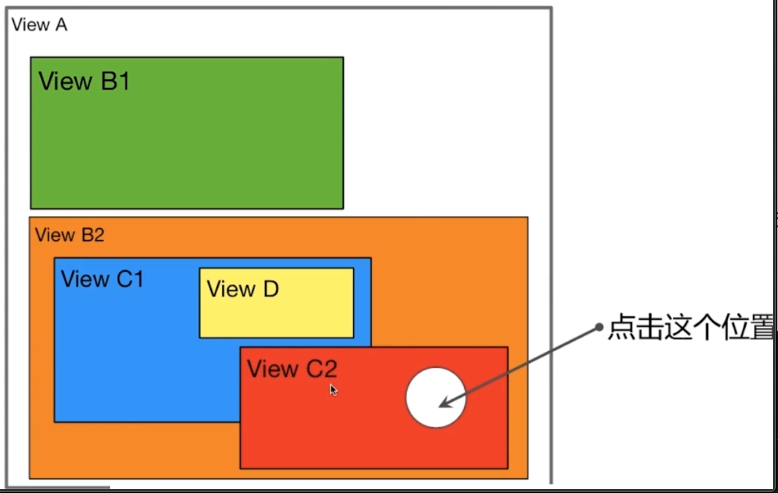 View A
View B1
View B2
View C1
View D
点击这个位置
View C2